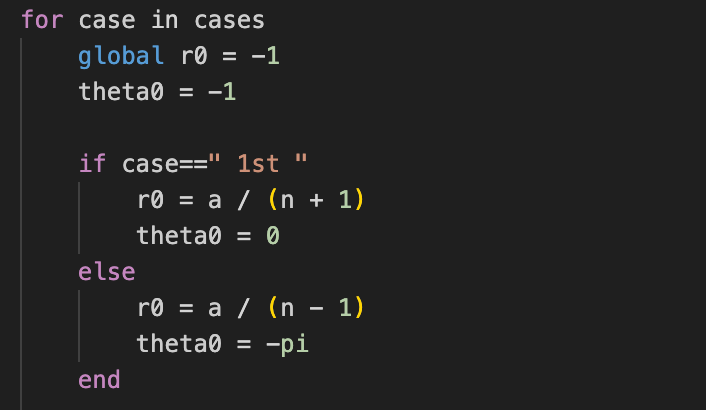 for case in cases
    global r0 = -1
    theta0 = -1

    if case==" 1st "
        r0 = a / (n + 1)
        theta0 = 0
    else
        r0 = a / (n - 1)
        theta0 = -pi
    end